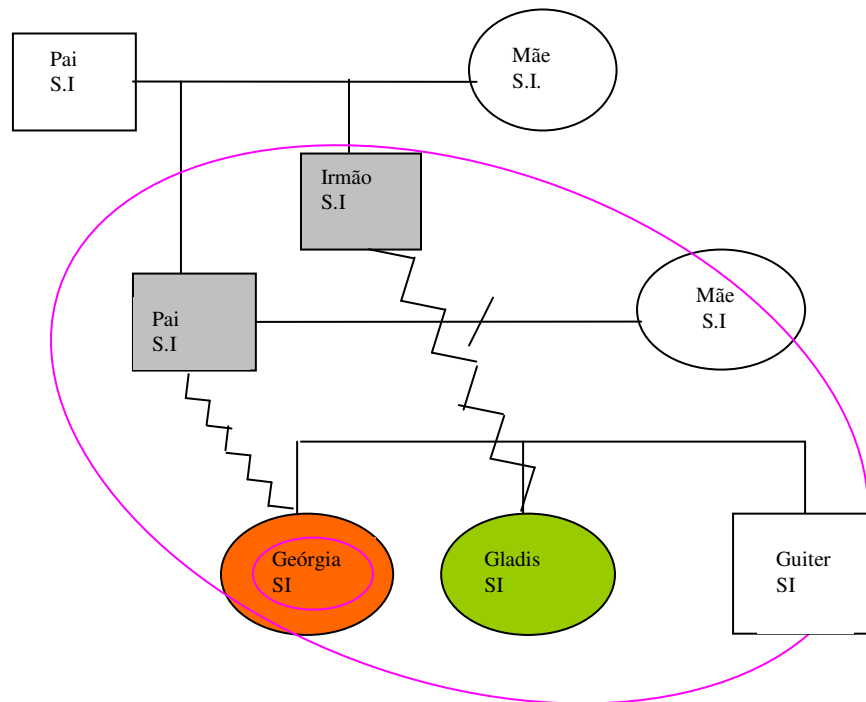 Pai
S.I
Mãe
S.I.
Irmão
S.I
Pai
S.I
Mãe
S.I
Geórgia
SI
Gladis
SI
Guiter
SI